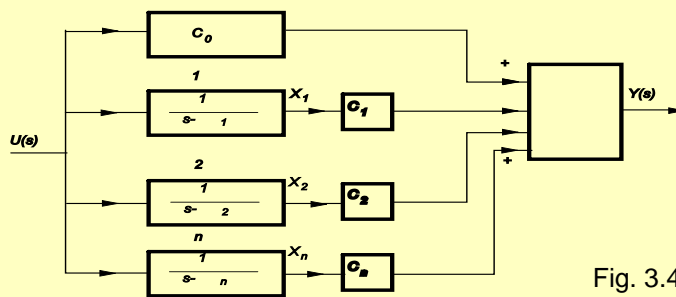 C₀
+
1
1
s- 1
X₁
C₁
Y(s)
U(s)
+
2
1
s- 2
X₂
C₂
n
1
s- n
Xₙ
Cₙ
Fig. 3.4